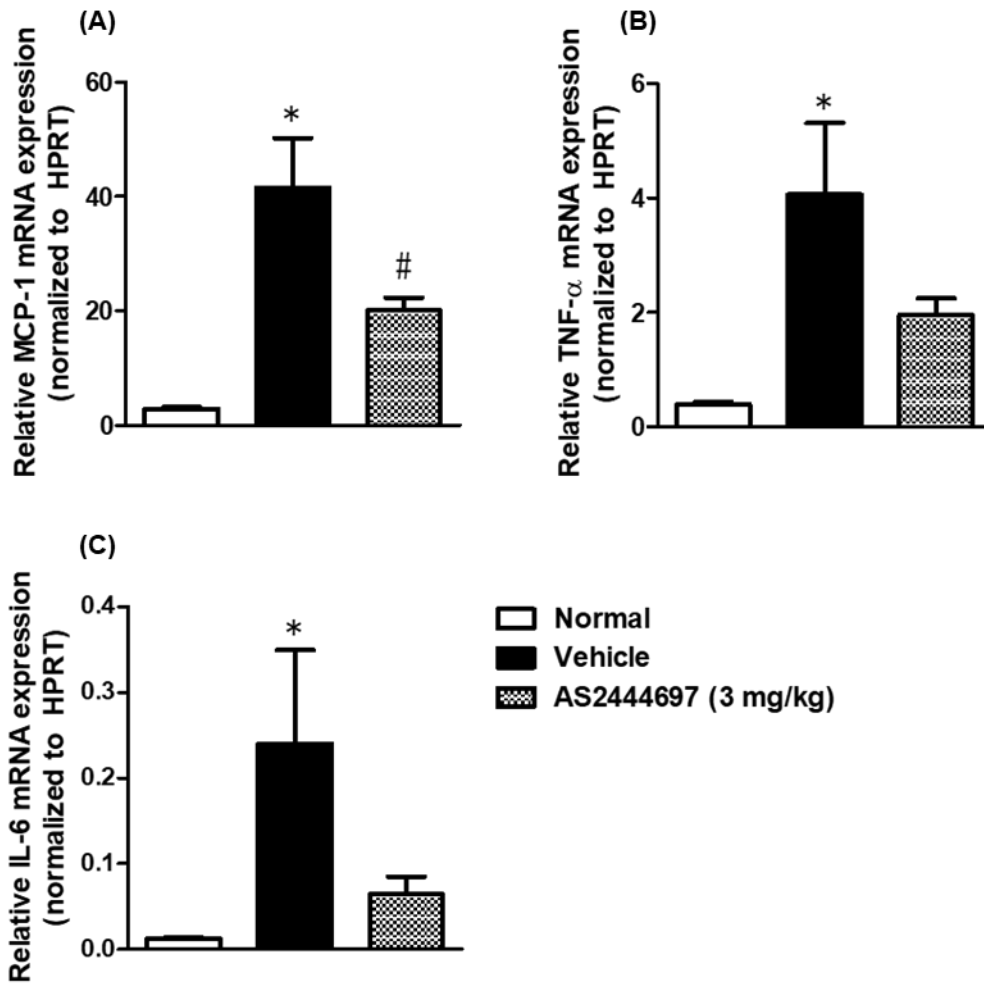 (A)
Relative MCP-1 mRNA expression
(normalized to HPRT)
60
40
20
0
*
#
(B)
Relative TNF-α mRNA expression
(normalized to HPRT)
6
4
2
0
*
(C)
Relative IL-6 mRNA expression
(normalized to HPRT)
0.4
0.3
0.2
0.1
0.0
*
Normal
Vehicle
AS2444697 (3 mg/kg)